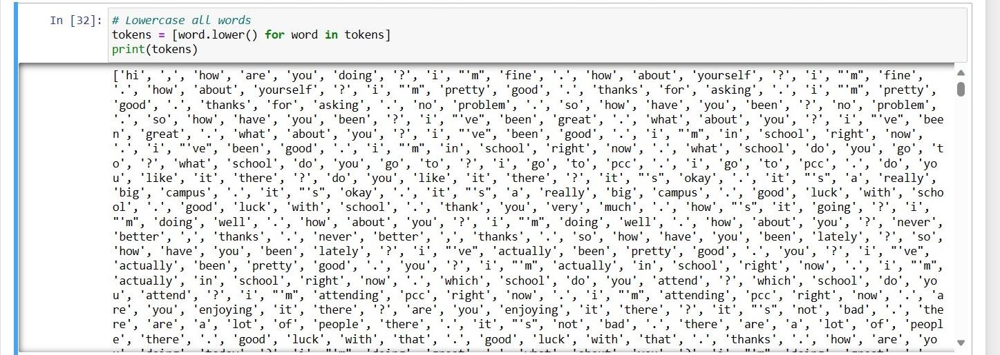 In [32]: # Lowercase all words
tokens = [word.lower() for word in tokens]
print(tokens)
['hi', ',', 'how', 'are', 'you', 'doing', '?', 'i', "'m", 'fine', '.', 'how', 'about', 'yourself', '?', 'i', "'m", 'fine',
'.', 'how', 'about', 'yourself', '?', 'i', "'m", 'pretty', 'good', '.', 'thanks', 'for', 'asking', '.', 'i', "'m", 'pretty',
'good', '.', 'thanks', 'for', 'asking', '.', 'no', 'problem', '.', 'so', 'how', 'have', 'you', 'been', '?', 'no', 'problem',
'.', 'so', 'how', 'have', 'you', 'been', '?', 'i', "'ve", 'been', 'great', '.', 'what', 'about', 'you', '?', 'i', "'ve", 'bee
n', 'great', '.', 'what', 'about', 'you', '?', 'i', "'ve", 'been', 'good', '.', 'i', "'m", 'in', 'school', 'right', 'now',
'.', 'i', "'ve", 'been', 'good', '.', 'i', "'m", 'in', 'school', 'right', 'now', '.', 'what', 'school', 'do', 'you', 'go', 't
o', '?', 'what', 'school', 'do', 'you', 'go', 'to', '?', 'i', 'go', 'to', 'pcc', '.', 'i', 'go', 'to', 'pcc', '.', 'do', 'yo
u', 'like', 'it', 'there', '?', 'do', 'you', 'like', 'it', 'there', '?', 'it', "'s", 'okay', '.', 'it', "'s", 'a', 'really',
'big', 'campus', '.', 'it', "'s", 'okay', '.', 'it', "'s", 'a', 'really', 'big', 'campus', '.', 'good', 'luck', 'with', 'scho
ol', '.', 'good', 'luck', 'with', 'school', '.', 'thank', 'you', 'very', 'much', '.', 'how', "'s", 'it', 'going', '?', 'i',
"'m", 'doing', 'well', '.', 'how', 'about', 'you', '?', 'i', "'m", 'doing', 'well', '.', 'how', 'about', 'you', '?', 'never',
'better', ',', 'thanks', '.', 'never', 'better', ',', 'thanks', '.', 'so', 'how', 'have', 'you', 'been', 'lately', '?', 'so',
'how', 'have', 'you', 'been', 'lately', '?', 'i', "'ve", 'actually', 'been', 'pretty', 'good', '.', 'you', '?', 'i', "'ve",
'actually', 'been', 'pretty', 'good', '.', 'you', '?', 'i', "'m", 'actually', 'in', 'school', 'right', 'now', '.', 'i', "'m",
'actually', 'in', 'school', 'right', 'now', '.', 'which', 'school', 'do', 'you', 'attend', '?', 'which', 'school', 'do', 'yo
u', 'attend', '?', 'i', "'m", 'attending', 'pcc', 'right', 'now', '.', 'i', "'m", 'attending', 'pcc', 'right', 'now', '.', 'a
re', 'you', 'enjoying', 'it', 'there', '?', 'are', 'you', 'enjoying', 'it', 'there', '?', 'it', "'s", 'not', 'bad', '.', 'the
re', 'are', 'a', 'lot', 'of', 'people', 'there', '.', 'it', "'s", 'not', 'bad', '.', 'there', 'are', 'a', 'lot', 'of', 'peopl
e', 'there', '.', 'good', 'luck', 'with', 'that', '.', 'good', 'luck', 'with', 'that', '.', 'thanks', '.', 'how', 'are', 'yo